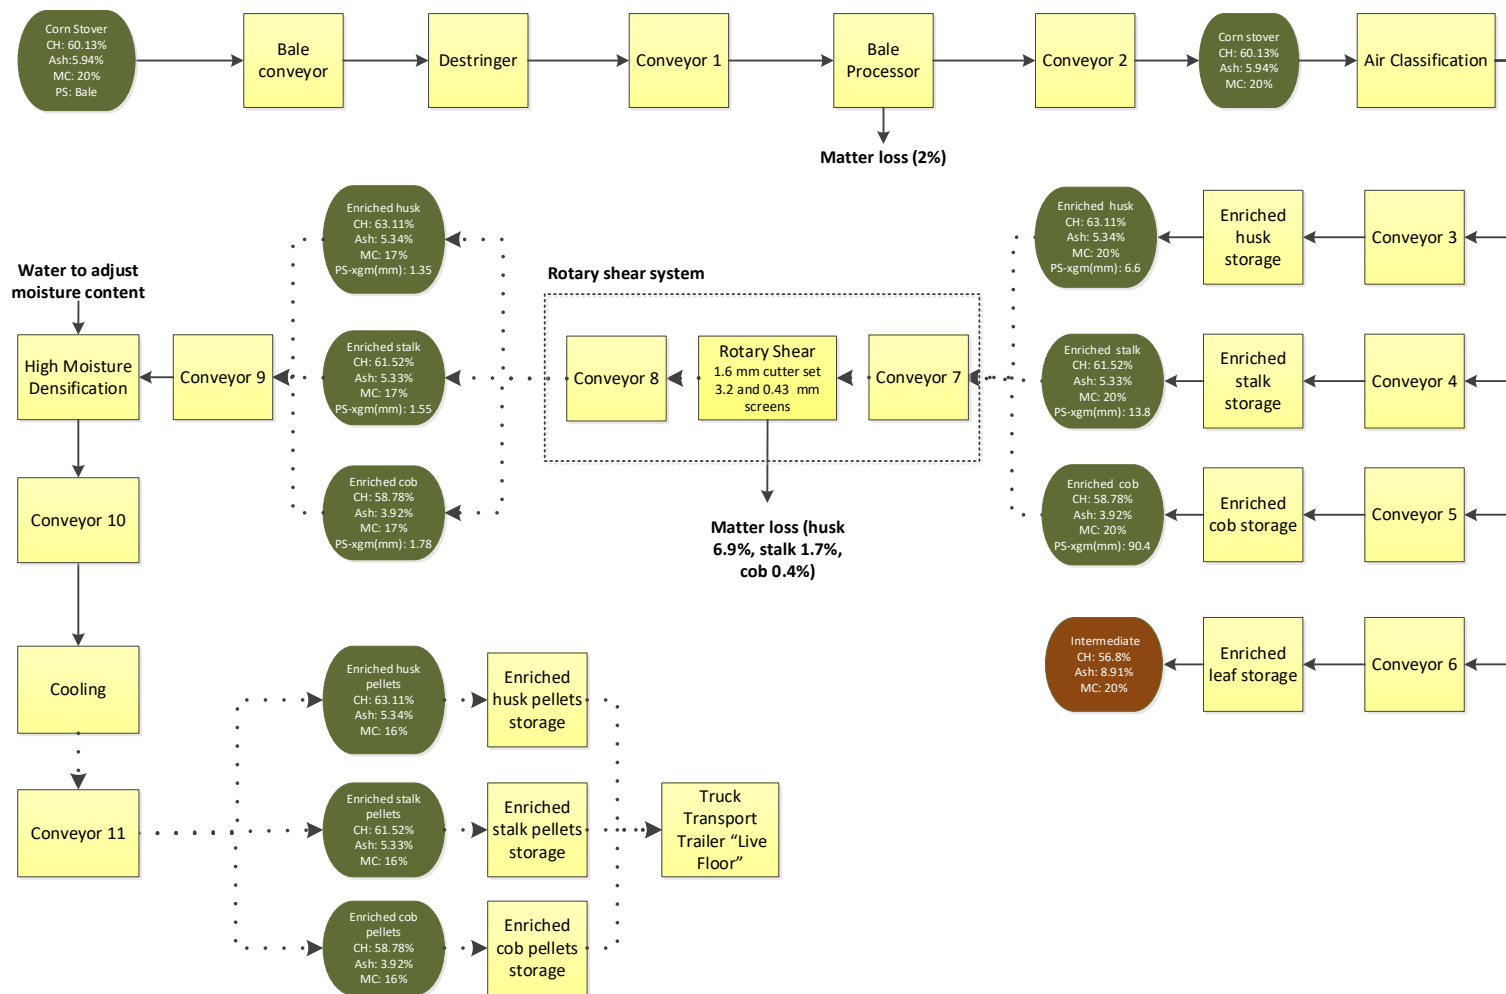 Corn Stover
CH: 60.13%
Ash:5.94%
MC: 20%
PS: Bale
Bale
conveyor
Destringer
Conveyor 1
Bale
Processor
Conveyor 2
Corn stover
CH: 60.13%
Ash: 5.94%
MC: 20%
Air Classification
Matter loss (2%)
Enriched husk
CH: 63.11%
Ash: 5.34%
MC: 17%
PS-xgm(mm): 1.35
Enriched husk
CH: 63.11%
Ash: 5.34%
MC: 20%
PS-xgm(mm): 6.6
Enriched
husk
storage
Conveyor 3
Water to adjust
moisture content
Rotary shear system
High Moisture
Densification
Conveyor 9
Enriched stalk
CH: 61.52%
Ash: 5.33%
MC: 17%
PS-xgm(mm): 1.55
Conveyor 8
Rotary Shear
1.6 mm cutter set
3.2 and 0.43 mm
screens
Conveyor 7
Enriched stalk
CH: 61.52%
Ash: 5.33%
MC: 20%
PS-xgm(mm): 13.8
Enriched
stalk
storage
Conveyor 4
Conveyor 10
Enriched cob
CH: 58.78%
Ash: 3.92%
MC: 17%
PS-xgm(mm): 1.78
Matter loss (husk
6.9%, stalk 1.7%,
cob 0.4%)
Enriched cob
CH: 58.78%
Ash: 3.92%
MC: 20%
PS-xgm(mm): 90.4
Enriched
cob storage
Conveyor 5
Intermediate
CH: 56.8%
Ash: 8.91%
MC: 20%
Enriched
leaf storage
Conveyor 6
Cooling
Enriched husk
pellets
CH: 63.11%
Ash: 5.34%
MC: 16%
Enriched
husk pellets
storage
Conveyor 11
Enriched stalk
pellets
CH: 61.52%
Ash: 5.33%
MC: 16%
Enriched
stalk pellets
storage
Truck
Transport
Trailer “Live
Floor”
Enriched cob
pellets
CH: 58.78%
Ash: 3.92%
MC: 16%
Enriched
cob pellets
storage